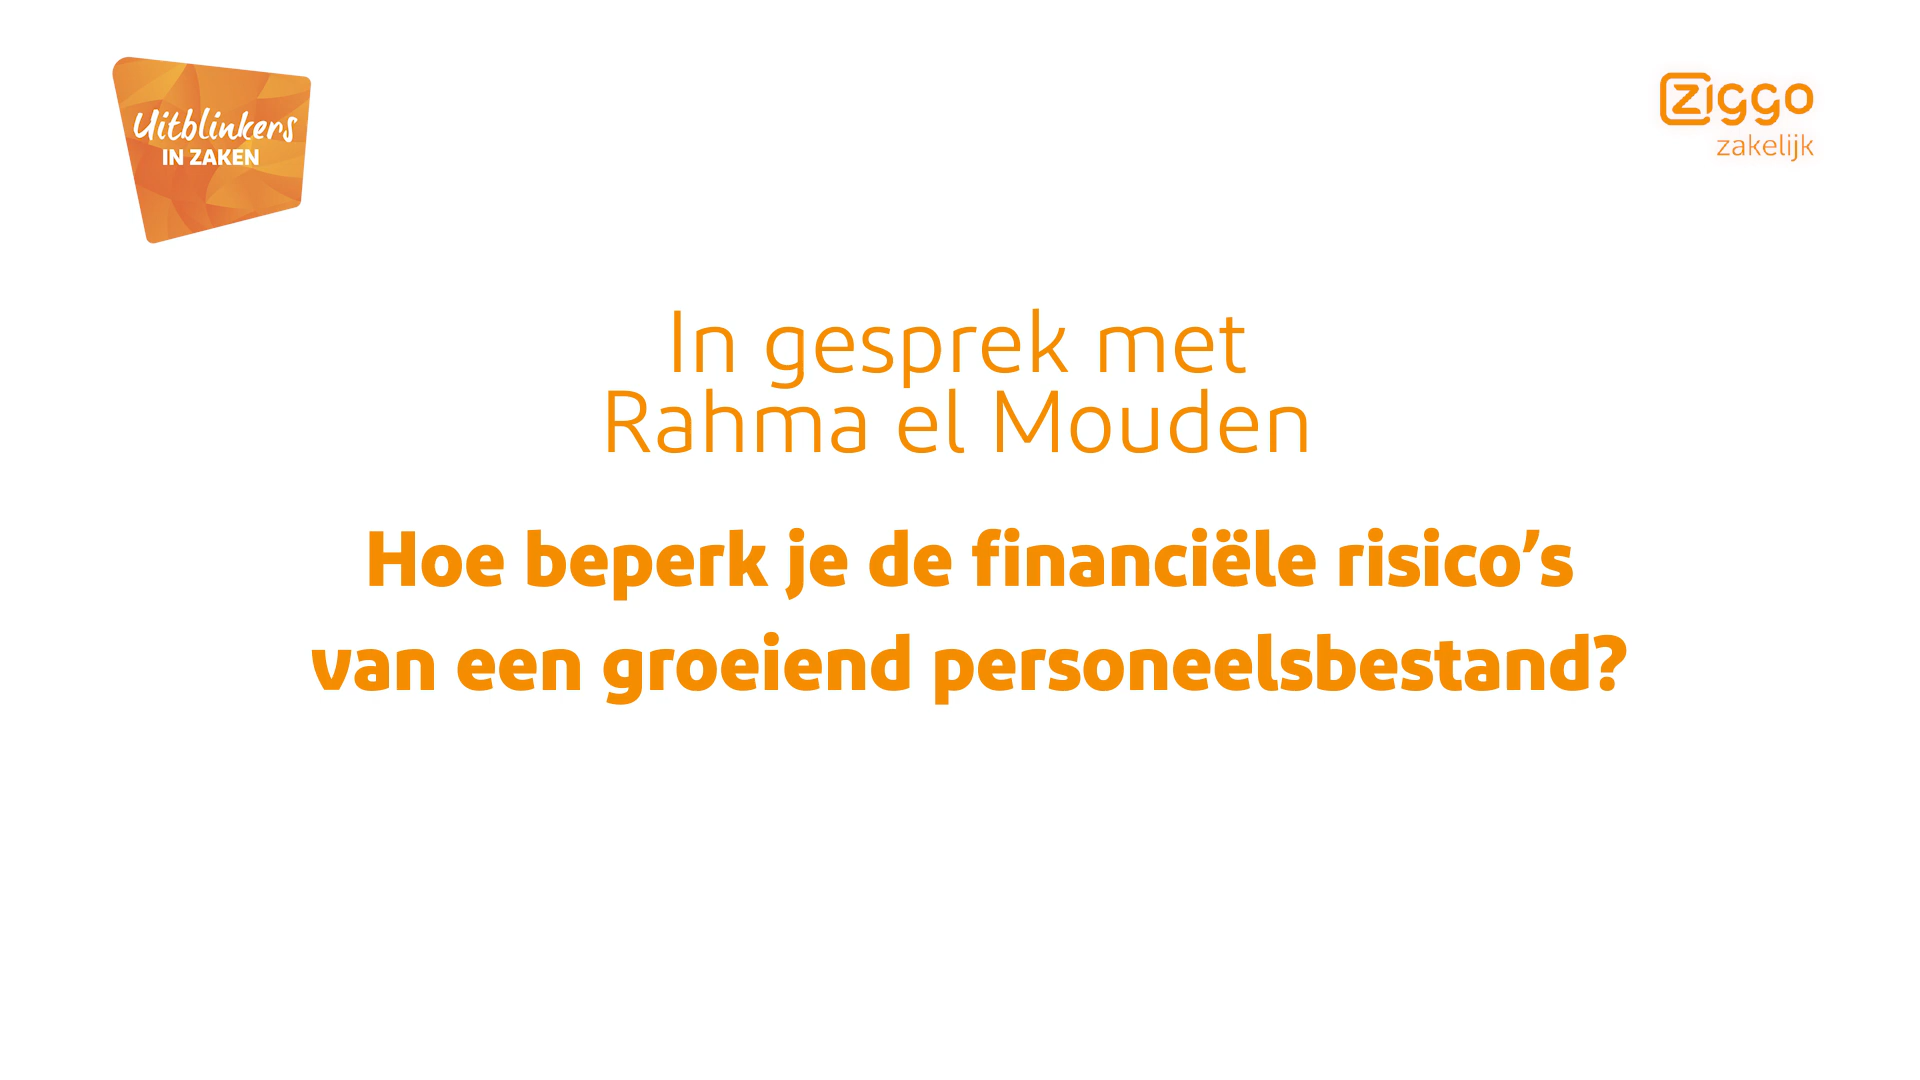 Uitblinkers
IN ZAKEN
Ziggo
zakelijk
In gesprek met
Rahma el Mouden
Hoe beperk je de financiële risico’s
van een groeiend personeelsbestand?